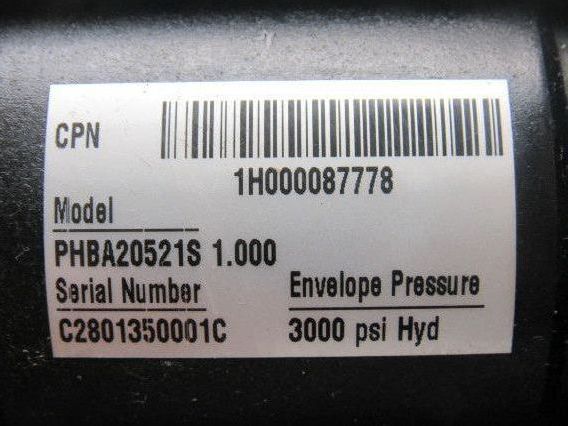 CPN
1H000087778
Model
PHBA20521S 1.000
Serial Number Envelope Pressure
C2801350001C 3000 psi Hyd